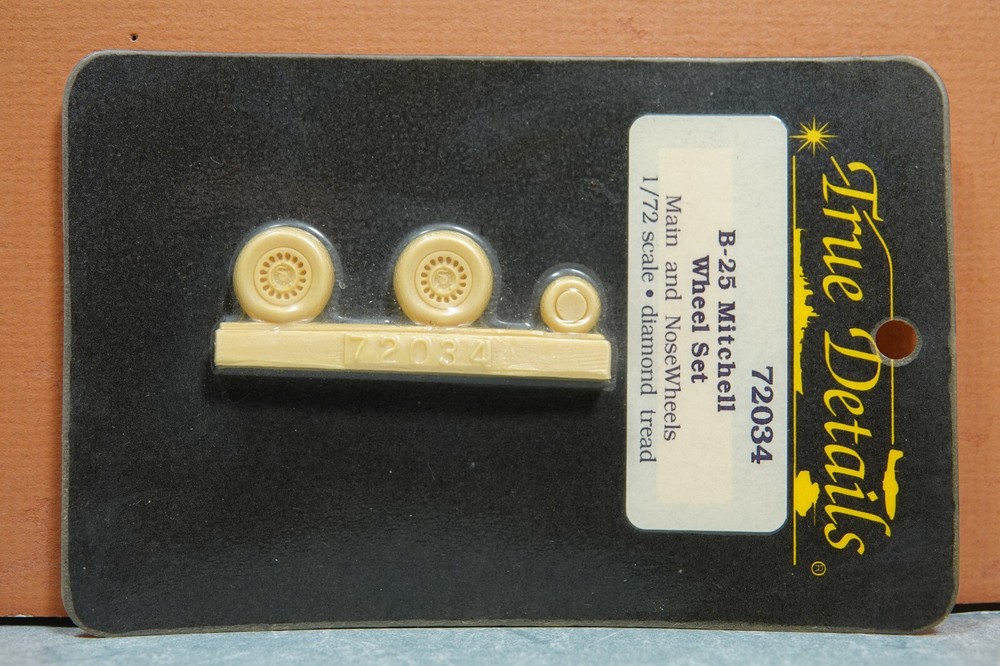 True Details®
72034
B-25 Mitchell
Wheel Set
Main and NoseWheels
1/72 scale • diamond tread
72034